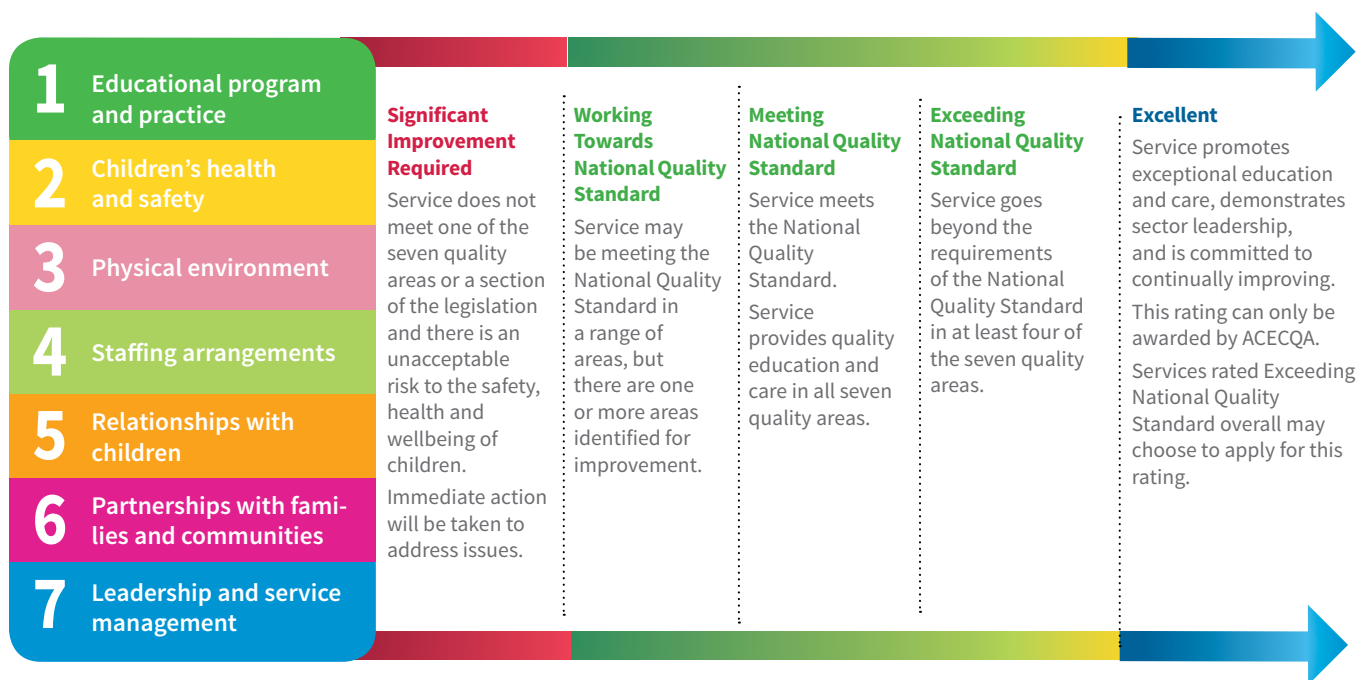 1
Educational program
and practice
2
Children's health
and safety
3
Physical environment
4
Staffing arrangements
5
Relationships with
children
6
Partnerships with fami-
lies and communities
7
Leadership and service
management
Significant
Improvement
Required
Service does not
meet one of the
seven quality
areas or a section
of the legislation
and there is an
unacceptable
risk to the safety,
health and
wellbeing of
children.
Immediate action
will be taken to
address issues.
Working
Towards
National Quality
Standard
Service may
be meeting the
National Quality
Standard in
a range of
areas, but
there are one
or more areas
identified for
improvement.
Meeting
National Quality
Standard
Service meets
the National
Quality
Standard.
Service
provides quality
education and
care in all seven
quality areas.
Exceeding
National Quality
Standard
Service goes
beyond the
requirements
of the National
Quality Standard
in at least four of
the seven quality
areas.
Excellent
Service promotes
exceptional education
and care, demonstrates
sector leadership,
and is committed to
continually improving.
This rating can only be
awarded by ACECQA.
Services rated Exceeding
National Quality
Standard overall may
choose to apply for this
rating.